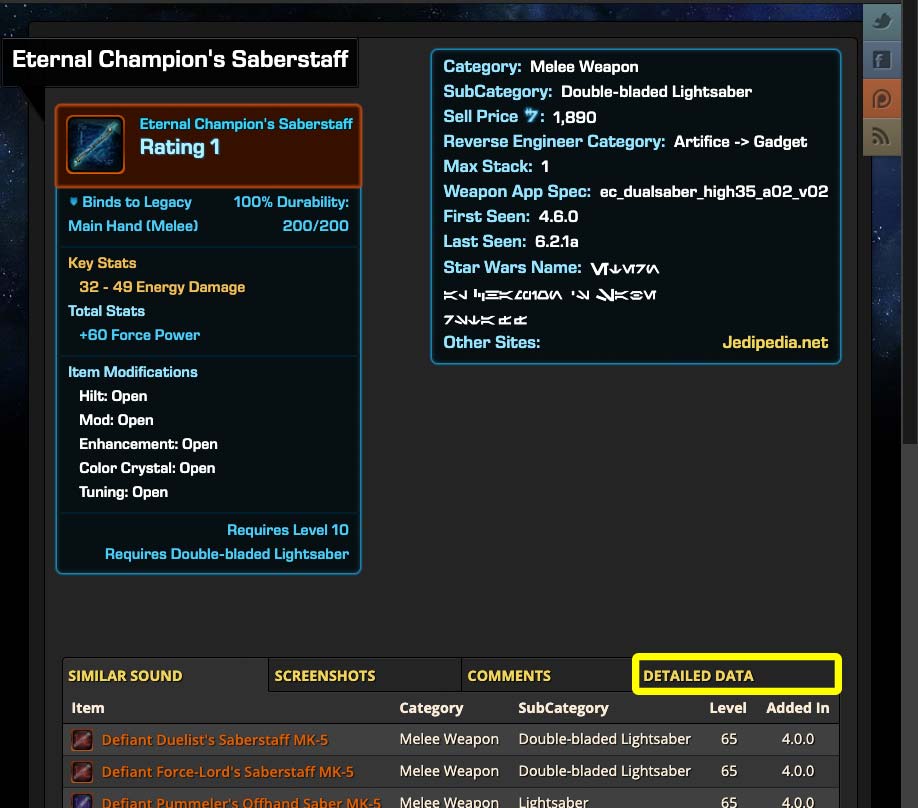 Eternal Champion's Saberstaff
Eternal Champion's Saberstaff
Rating 1
Binds to Legacy 100% Durability:
Main Hand (Melee) 200/200
Key Stats
32 - 49 Energy Damage
Total Stats
+60 Force Power
Item Modifications
Hilt: Open
Mod: Open
Enhancement: Open
Color Crystal: Open
Tuning: Open
Requires Level 10
Requires Double-bladed Lightsaber
Category: Melee Weapon
SubCategory: Double-bladed Lightsaber
Sell Price : 1,890
Reverse Engineer Category: Artifice -> Gadget
Max Stack: 1
Weapon App Spec: ec_dualsaber_high35_a02_v02
First Seen: 4.6.0
Last Seen: 6.2.1a
Star Wars Name:
Other Sites: Jedipedia.net
SIMILAR SOUND SCREENSHOTS COMMENTS DETAILED DATA
Item Category SubCategory Level Added In
Defiant Duelist's Saberstaff MK-5 Melee Weapon Double-bladed Lightsaber 65 4.0.0
Defiant Force-Lord's Saberstaff MK-5 Melee Weapon Double-bladed Lightsaber 65 4.0.0
Defiant Pummeler's Offhand Saber MK-5 Melee Weapon Lightsaber 65 4.0.0